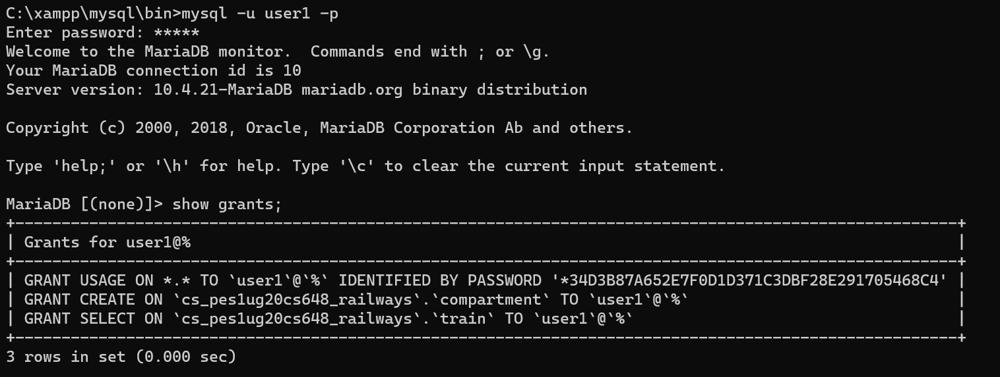 C:\xampp\mysql\bin>mysql -u user1 -p
Enter password: *****
Welcome to the MariaDB monitor.  Commands end with ; or \g.
Your MariaDB connection id is 10
Server version: 10.4.21-MariaDB mariadb.org binary distribution

Copyright (c) 2000, 2018, Oracle, MariaDB Corporation Ab and others.

Type 'help;' or '\h' for help. Type '\c' to clear the current input statement.

MariaDB [(none)]> show grants;
+------------------------------------------------------------------------------------------------------+
| Grants for user1@%                                                                                   |
+------------------------------------------------------------------------------------------------------+
| GRANT USAGE ON *.* TO `user1`@`%` IDENTIFIED BY PASSWORD '*34D3B87A652E7F0D1D371C3DBF28E291705468C4' |
| GRANT CREATE ON `cs_pes1ug20cs648_railways`.`compartment` TO `user1`@`%`                             |
| GRANT SELECT ON `cs_pes1ug20cs648_railways`.`train` TO `user1`@`%`                                   |
+------------------------------------------------------------------------------------------------------+
3 rows in set (0.000 sec)